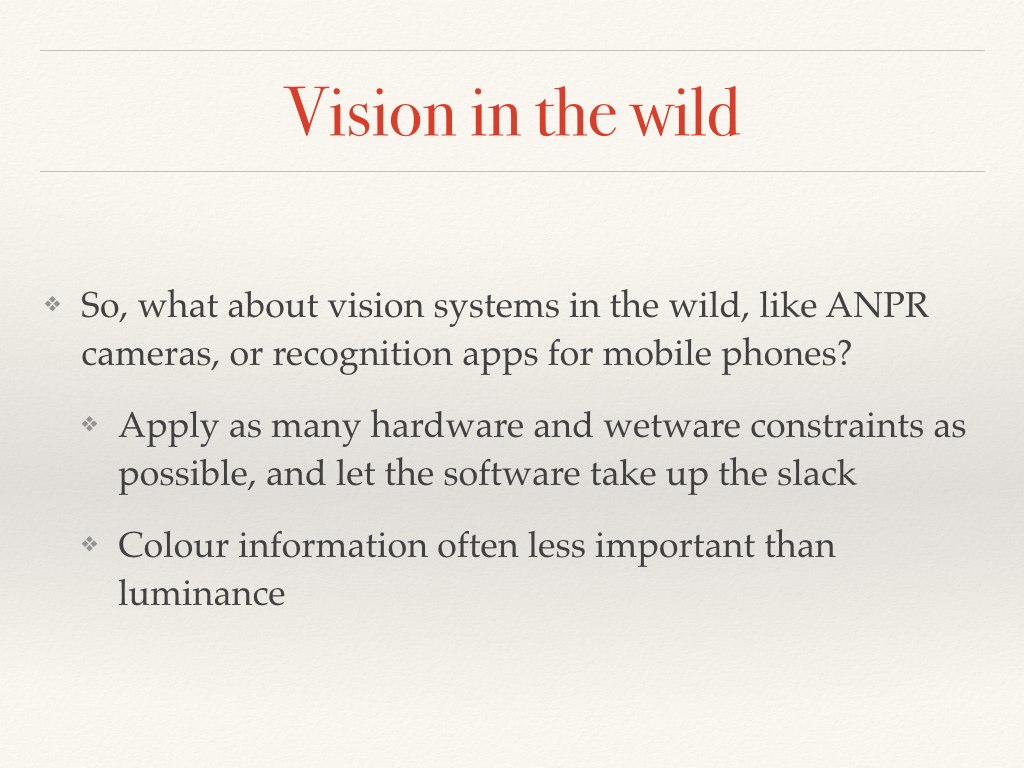 Vision in the wild
❖ So, what about vision systems in the wild, like ANPR
cameras, or recognition apps for mobile phones?
❖ Apply as many hardware and wetware constraints as
possible, and let the software take up the slack
❖ Colour information often less important than
luminance